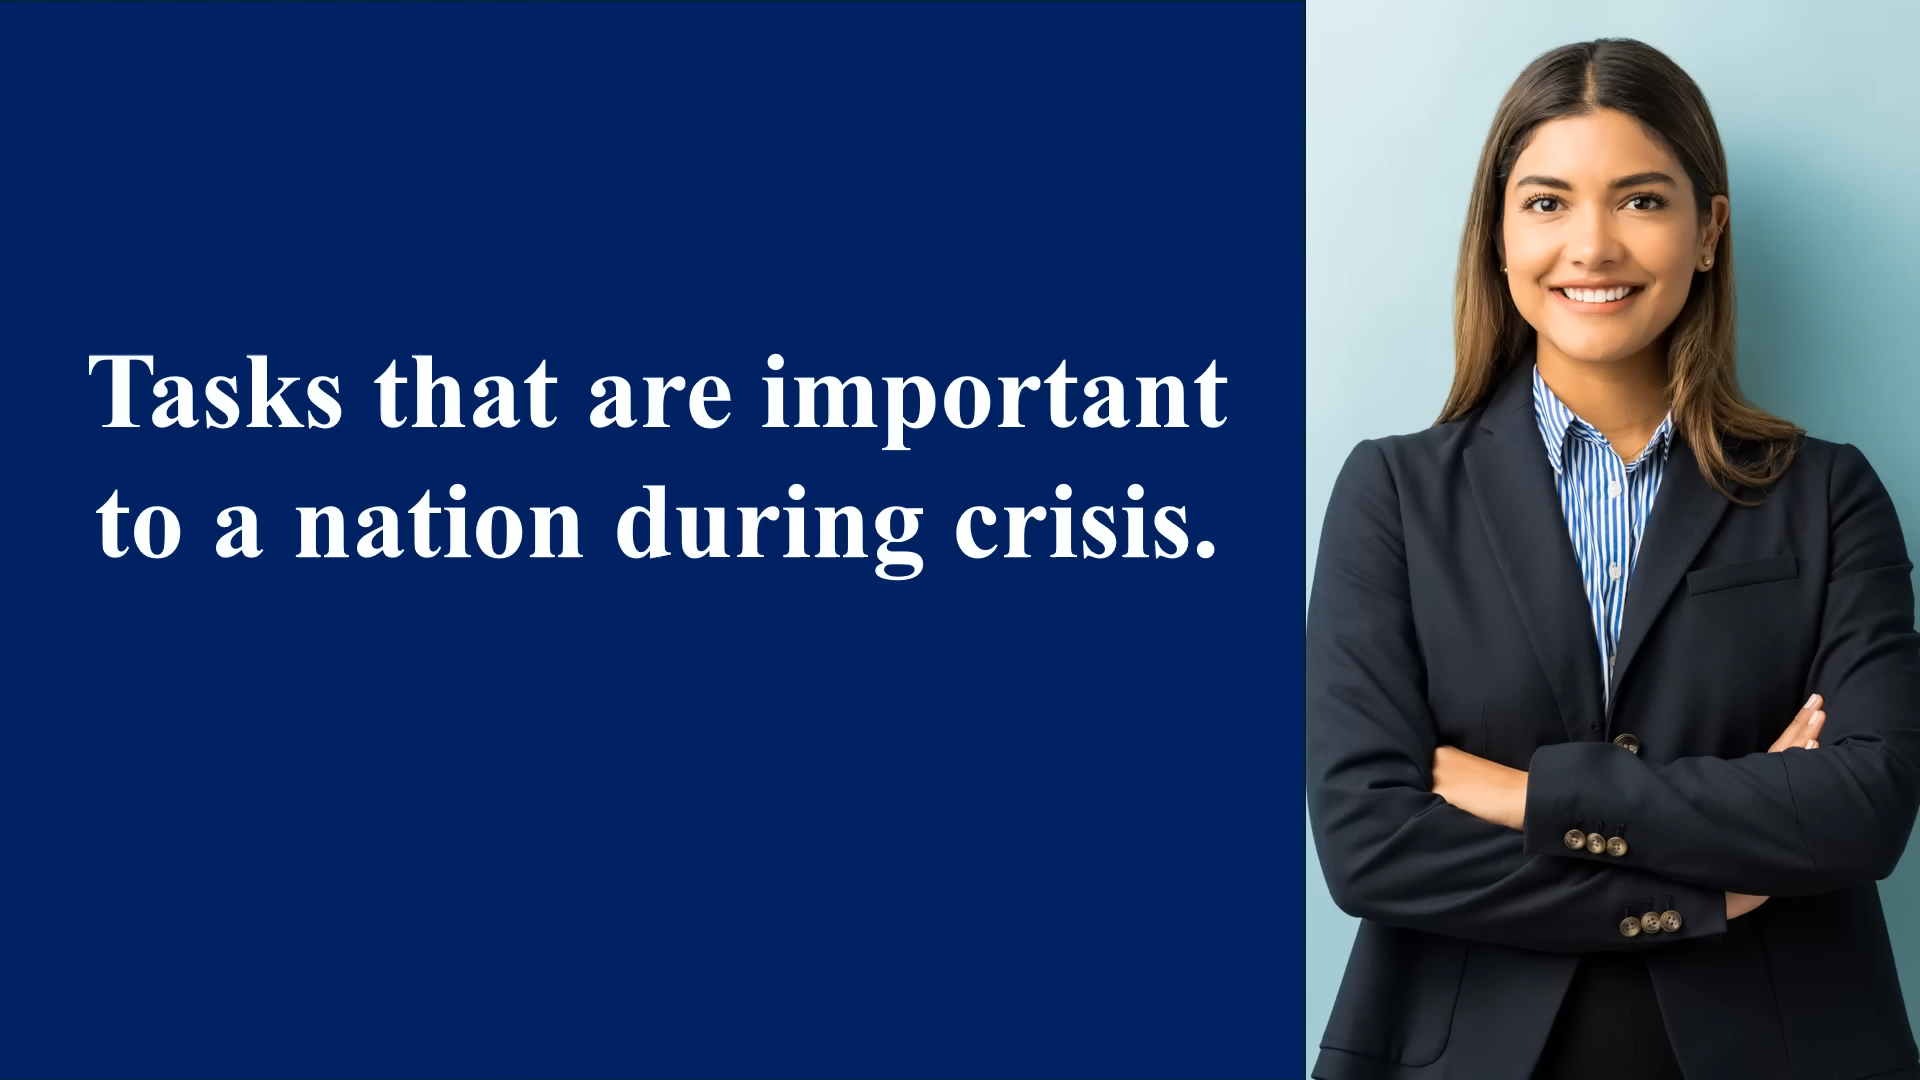 Tasks that are important
to a nation during crisis.